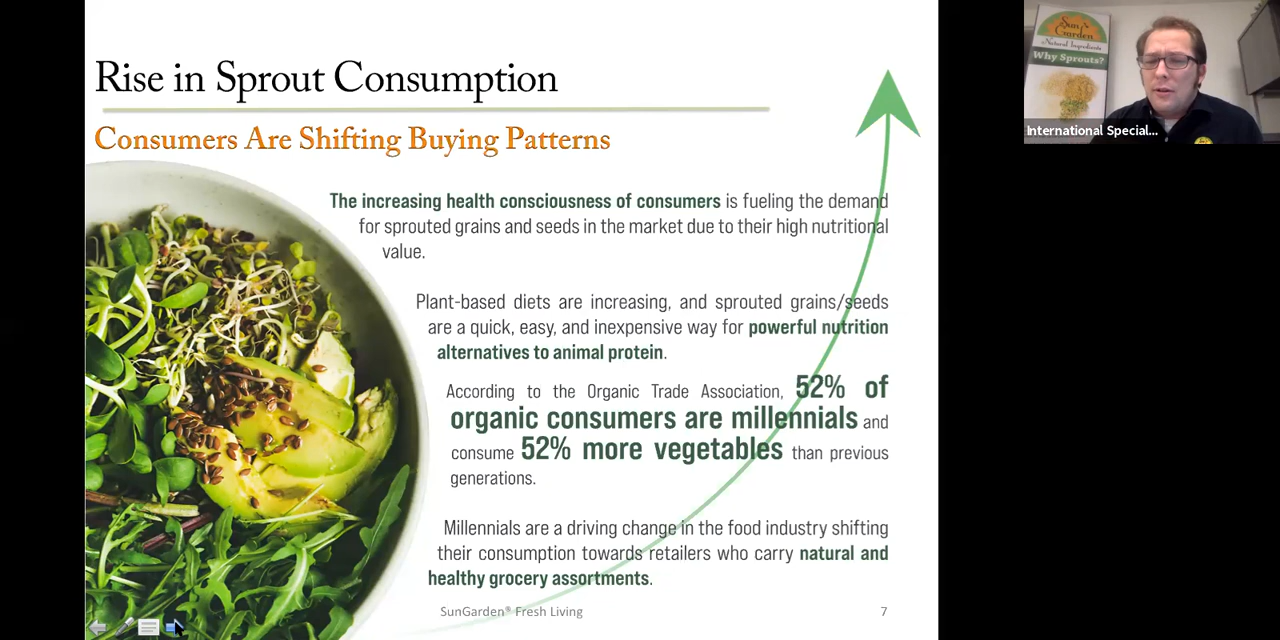 Rise in Sprout Consumption
Consumers Are Shifting Buying Patterns
The increasing health consciousness of consumers is fueling the demand
for sprouted grains and seeds in the market due to their high nutritional
value.
Plant-based diets are increasing, and sprouted grains/seeds
are a quick, easy, and inexpensive way for powerful nutrition
alternatives to animal protein.
According to the Organic Trade Association, 52% of
organic consumers are millennials and
consume 52% more vegetables than previous
generations.
Millennials are a driving change in the food industry shifting
their consumption towards retailers who carry natural and
healthy grocery assortments.
SunGarden® Fresh Living
7
Sun
Garden
Natural Ingredients
Why Sprouts?
International Special...